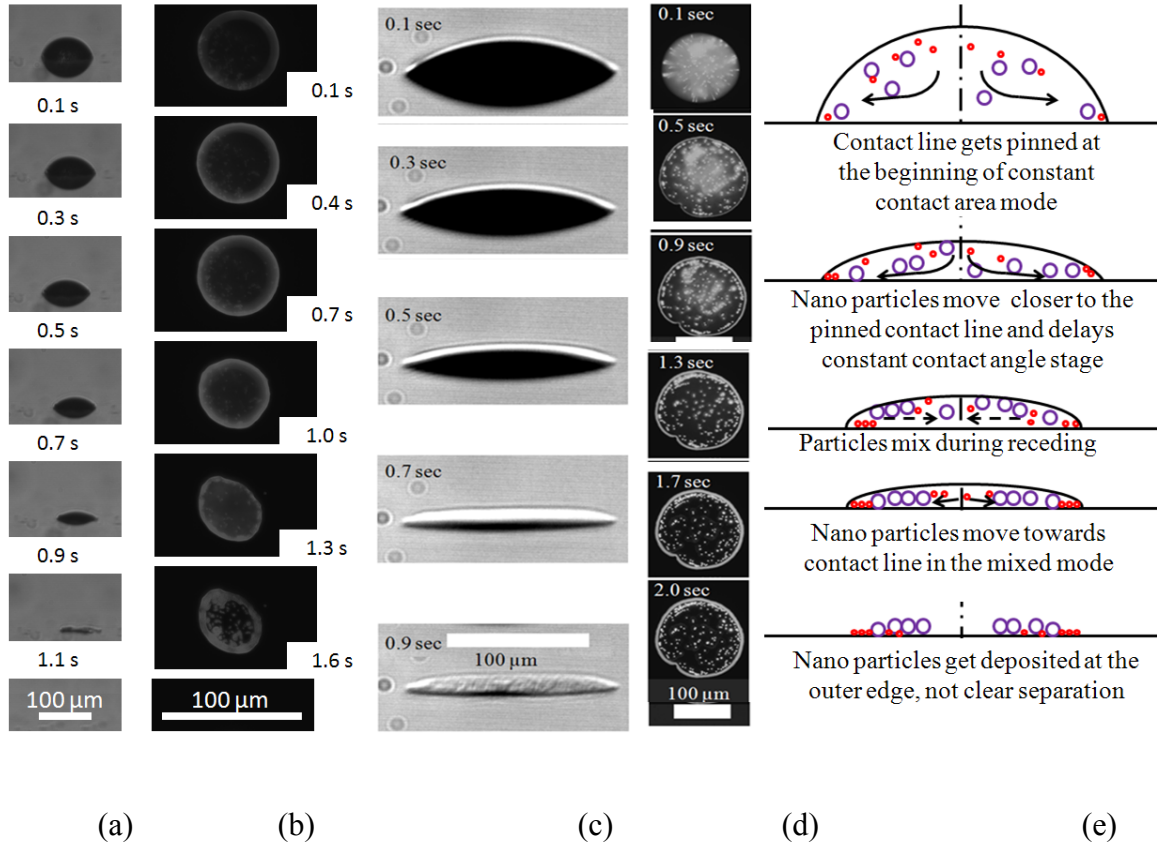 0.1 s
0.3 s
0.5 s
0.7 s
0.9 s
1.1 s
100 µm
0.1 s
0.4 s
0.7 s
1.0 s
1.3 s
1.6 s
100 µm
0.1 sec
0.3 sec
0.5 sec
0.7 sec
0.9 sec
100 µm
0.1 sec
0.5 sec
0.9 sec
1.3 sec
1.7 sec
2.0 sec
100 µm
Contact line gets pinned at
the beginning of constant
contact area mode
Nano particles move closer to the
pinned contact line and delays
constant contact angle stage
Particles mix during receding
Nano particles move towards
contact line in the mixed mode
Nano particles get deposited at the
outer edge, not clear separation
(a)
(b)
(c)
(d)
(e)